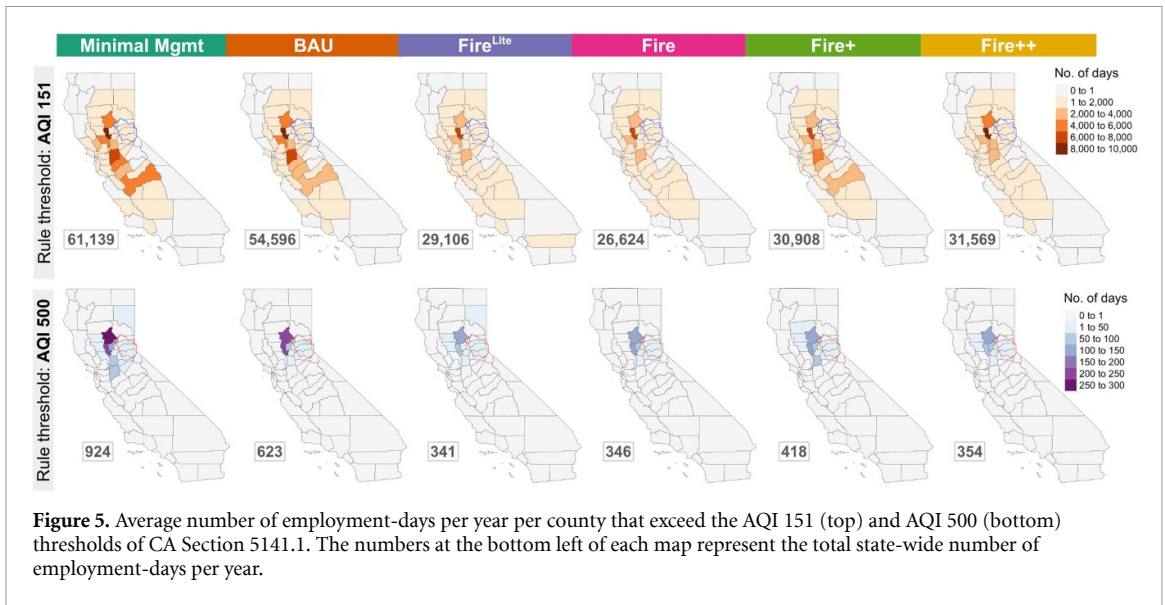 Minimal Mgmt BAU Fire^Lite Fire Fire+ Fire++
Rule threshold: AQI 151
No. of days
0 to 1
1 to 2,000
2,000 to 4,000
4,000 to 6,000
6,000 to 8,000
8,000 to 10,000
61,139 54,596 29,106 26,624 30,908 31,569
Rule threshold: AQI 500
No. of days
0 to 1
1 to 50
50 to 100
100 to 150
150 to 200
200 to 250
250 to 300
924 623 341 346 418 354
Figure 5. Average number of employment-days per year per county that exceed the AQI 151 (top) and AQI 500 (bottom)
thresholds of CA Section 5141.1. The numbers at the bottom left of each map represent the total state-wide number of
employment-days per year.